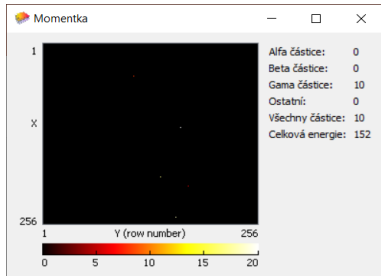 Momentka
1
X
256
1 Y (row number) 256
0 5 10 15 20
Alfa částice: 0
Beta částice: 0
Gama částice: 10
Ostatní: 0
Všechny částice: 10
Celková energie: 152